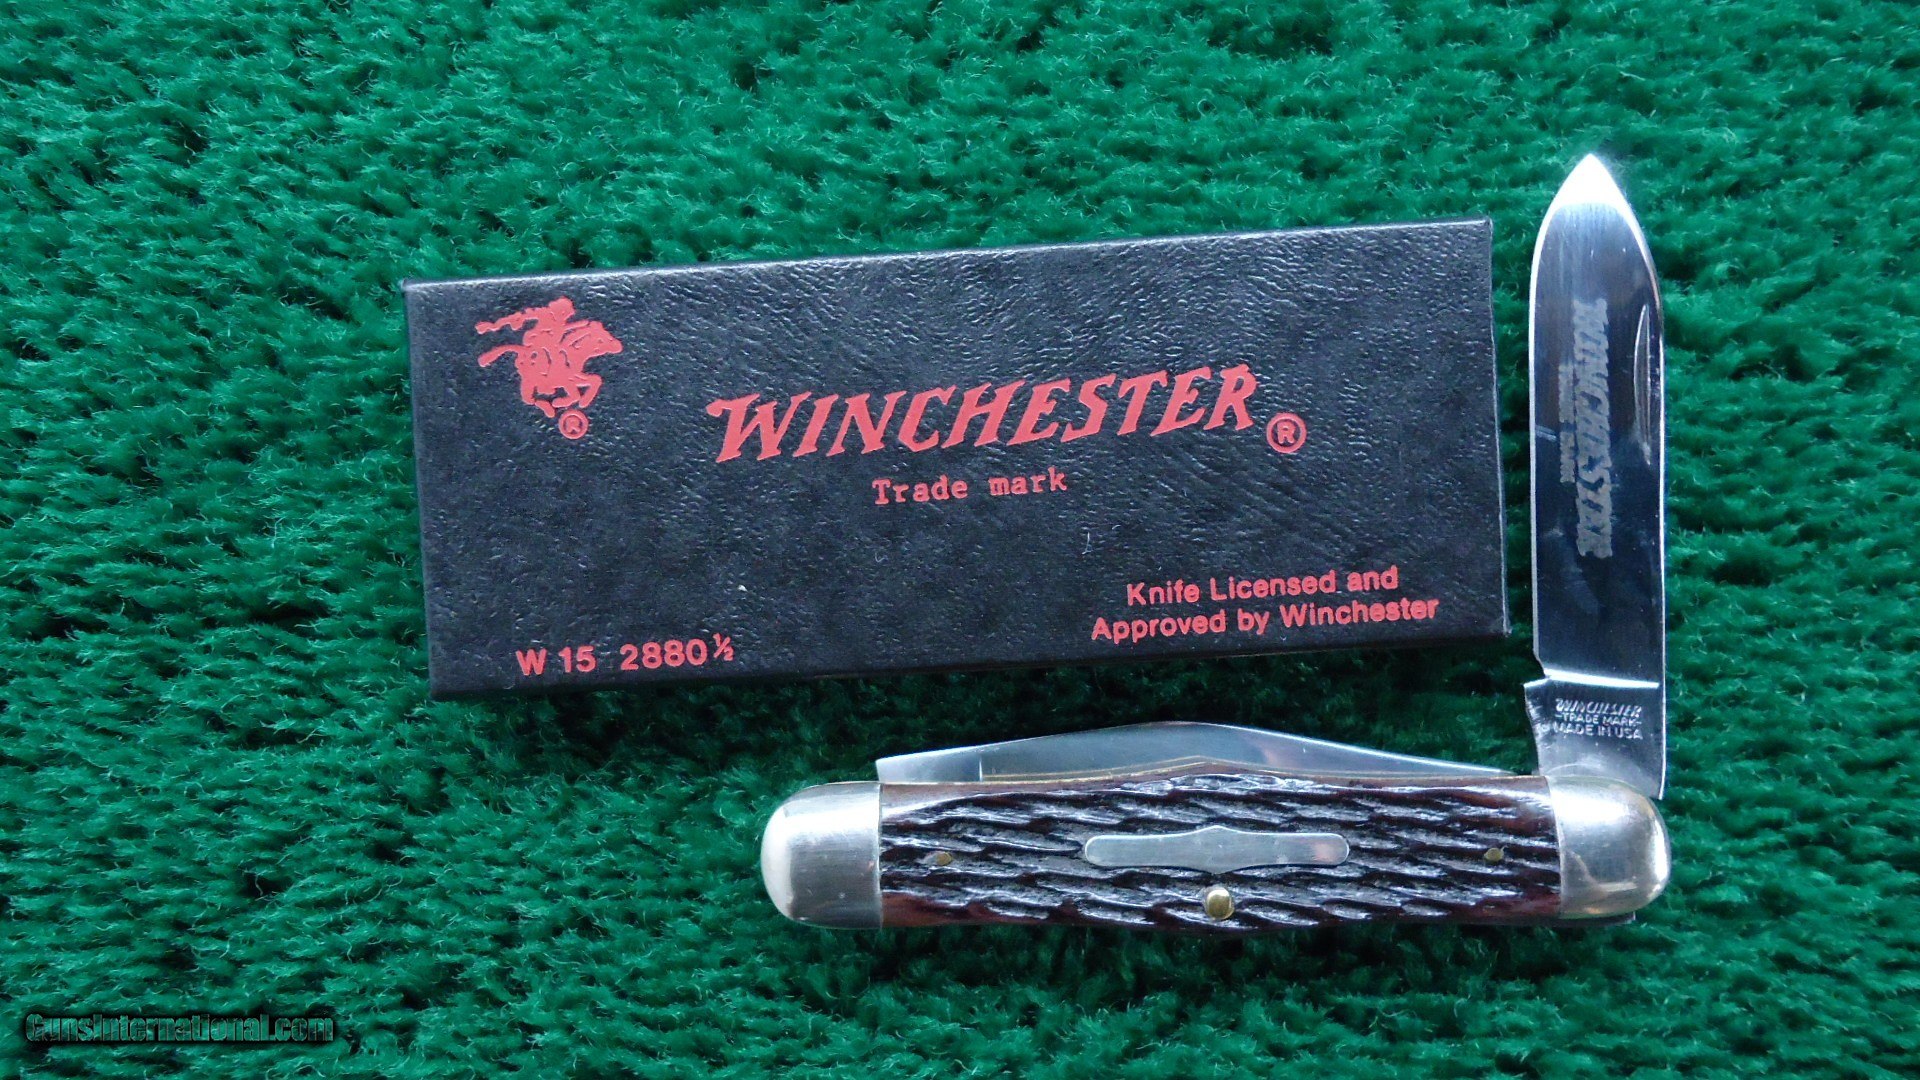 ®
WINCHESTER®
Trade mark
Knife Licensed and
Approved by Winchester
W 15 2880½
WINCHESTER
WINCHESTER
-TRADE MARK-
MADE IN USA
GunsInternational.com